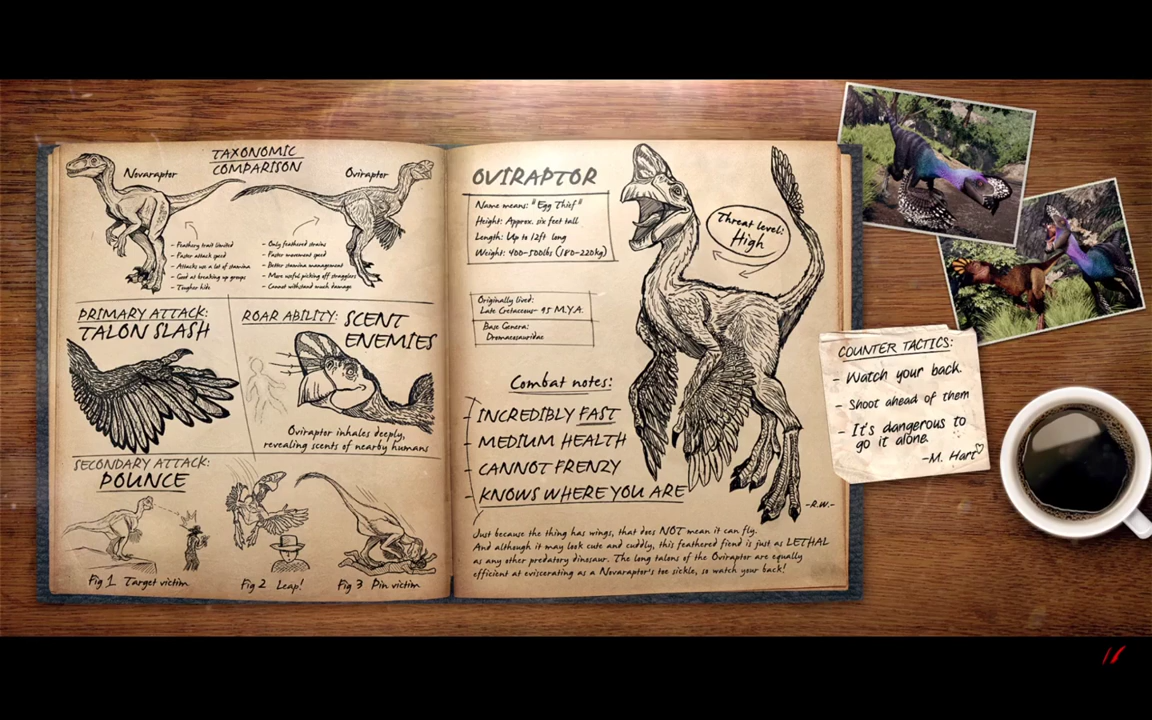 TAXONOMIC
COMPARISON
Novaraptor
Oviraptor
- Feathery trait limited
- Faster attack speed
- Attacks use a lot of stamina
- Good at breaking up groups
- Tougher hide
- Only feathered strains
- Faster movement speed
- Better stamina management
- More useful picking off stragglers
- Cannot withstand much damage
PRIMARY ATTACK:
TALON SLASH
ROAR ABILITY: SCENT
ENEMIES
Oviraptor inhales deeply,
revealing scents of nearby humans
SECONDARY ATTACK:
POUNCE
Fig 1. Target victim
Fig 2 Leap!
Fig 3 Pin victim
OVIRAPTOR
Name means: "Egg Thief"
Height: Approx. six feet tall
Length: Up to 12ft long
Weight: 400-500lbs (180-220kg)
Threat level:
High
Originally lived:
Late Cretaceous- 95 M.Y.A.
Base Genera:
Dromaeosauridae
Combat notes:
- INCREDIBLY FAST
- MEDIUM HEALTH
- CANNOT FRENZY
- KNOWS WHERE YOU ARE
-R.W.-
Just because the thing has wings, that does NOT mean it can fly.
And although it may look cute and cuddly, this feathered fiend is just as LETHAL
as any other predatory dinosaur. The long talons of the Oviraptor are equally
efficient at eviscerating as a Novaraptor's toe sickle, so watch your back!
COUNTER TACTICS:
- Watch your back.
- Shoot ahead of them
- It's dangerous to
go it alone.
-M. Hart